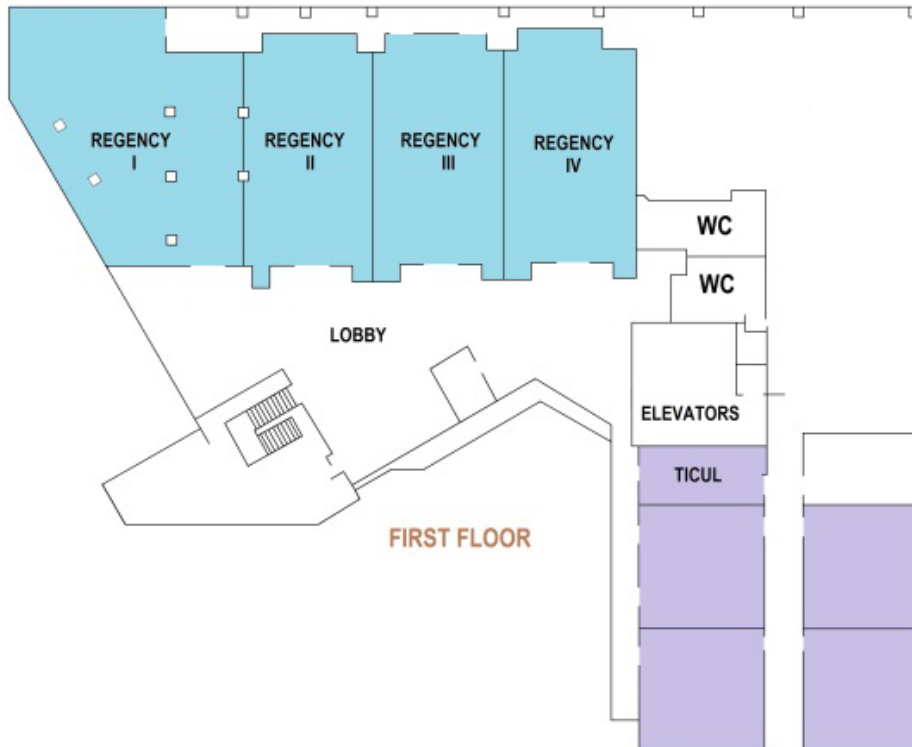 REGENCY
I
REGENCY
II
REGENCY
III
REGENCY
IV
WC
WC
LOBBY
ELEVATORS
TICUL
FIRST FLOOR